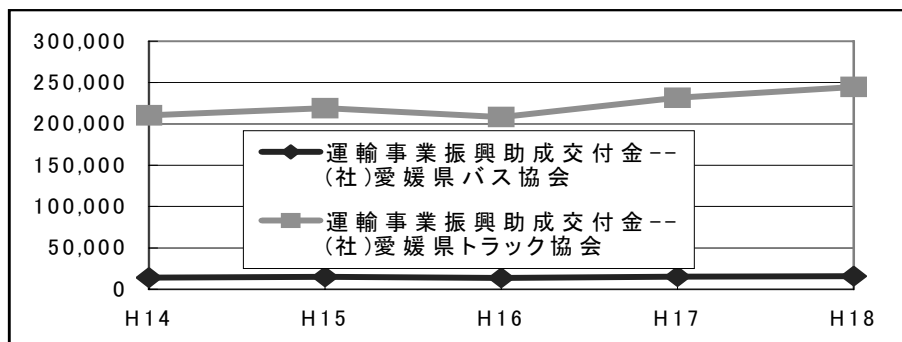 300,000
250,000
200,000
150,000
100,000
50,000
0
運輸事業振興助成交付金--
(社)愛媛県バス協会
運輸事業振興助成交付金--
(社)愛媛県トラック協会
H14 H15 H16 H17 H18